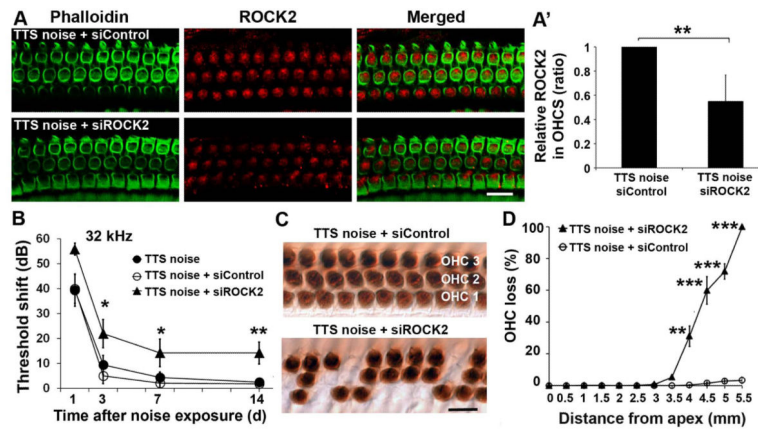 A
Phalloidin
ROCK2
Merged
TTS noise + siControl
TTS noise + siROCK2
A'
**
Relative ROCK2
in OHCS (ratio)
1
0.8
0.6
0.4
0.2
0
TTS noise
siControl
TTS noise
siROCK2
B
32 kHz
Threshold shift (dB)
60
50
40
30
20
10
0
TTS noise
TTS noise + siControl
TTS noise + siROCK2
*
*
**
1
3
7
14
Time after noise exposure (d)
C
TTS noise + siControl
OHC 3
OHC 2
OHC 1
TTS noise + siROCK2
D
OHC loss (%)
100
80
60
40
20
0
TTS noise + siROCK2
TTS noise + siControl
***
***
***
**
0 0.5 1 1.5 2 2.5 3 3.5 4 4.5 5 5.5
Distance from apex (mm)